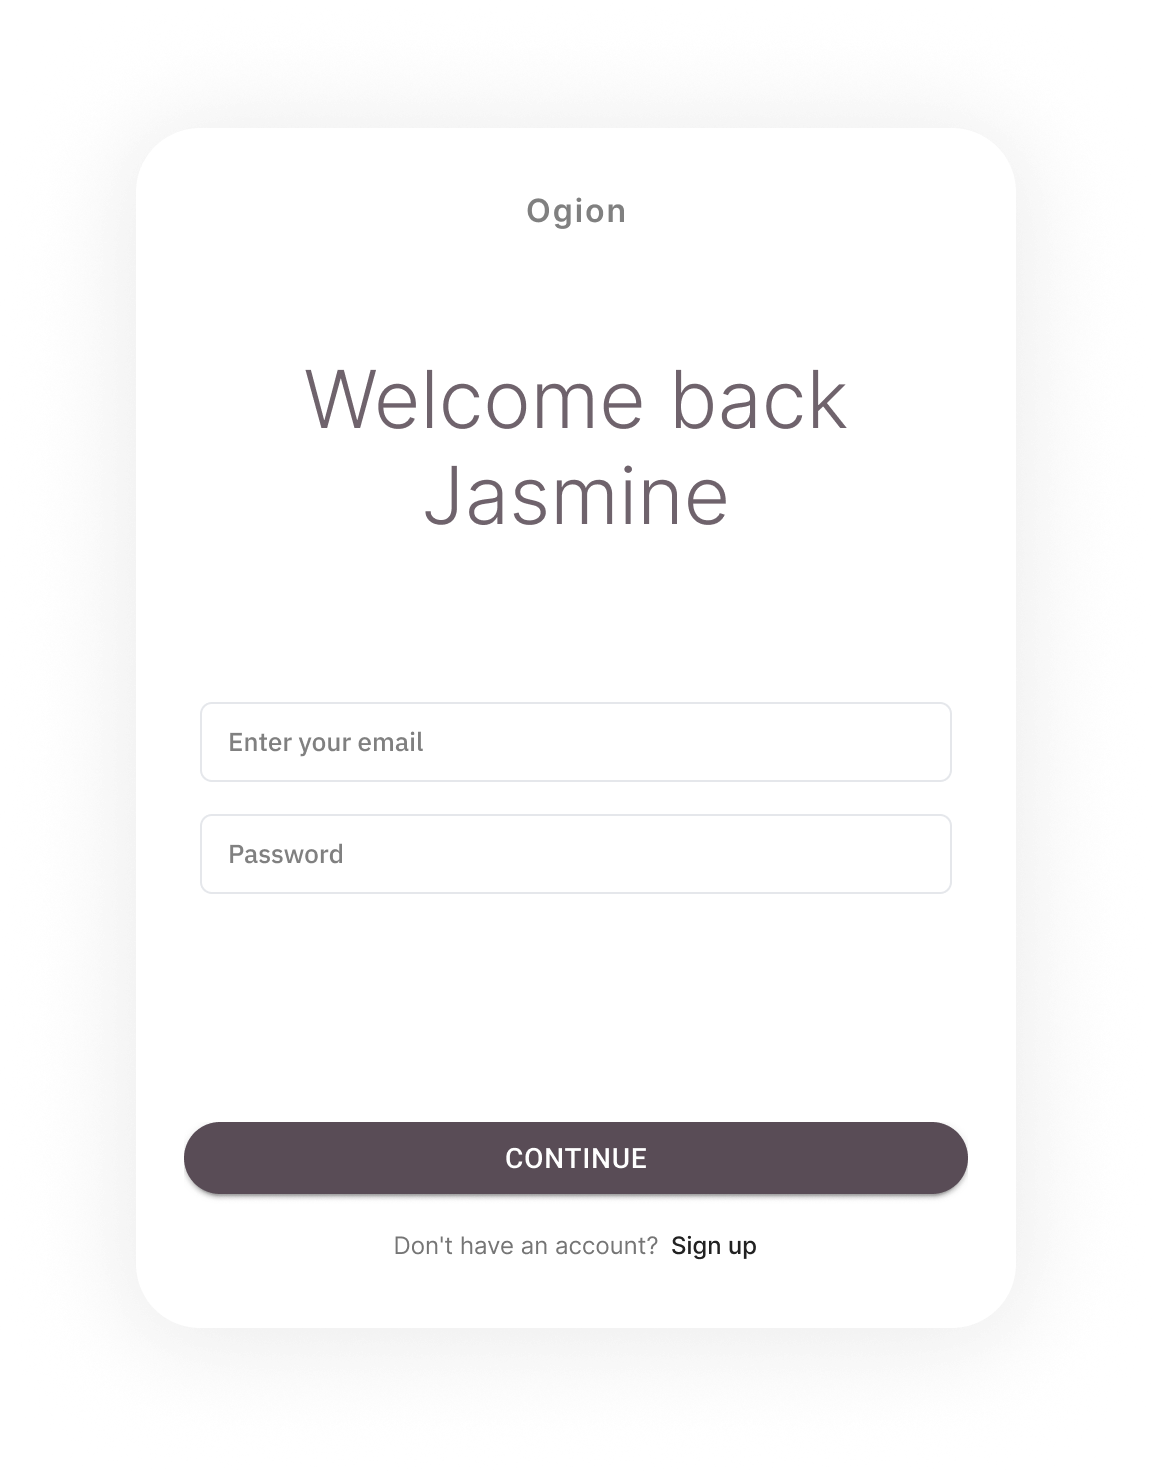 Ogion
Welcome back
Jasmine
Enter your email
Password
CONTINUE
Don't have an account? Sign up